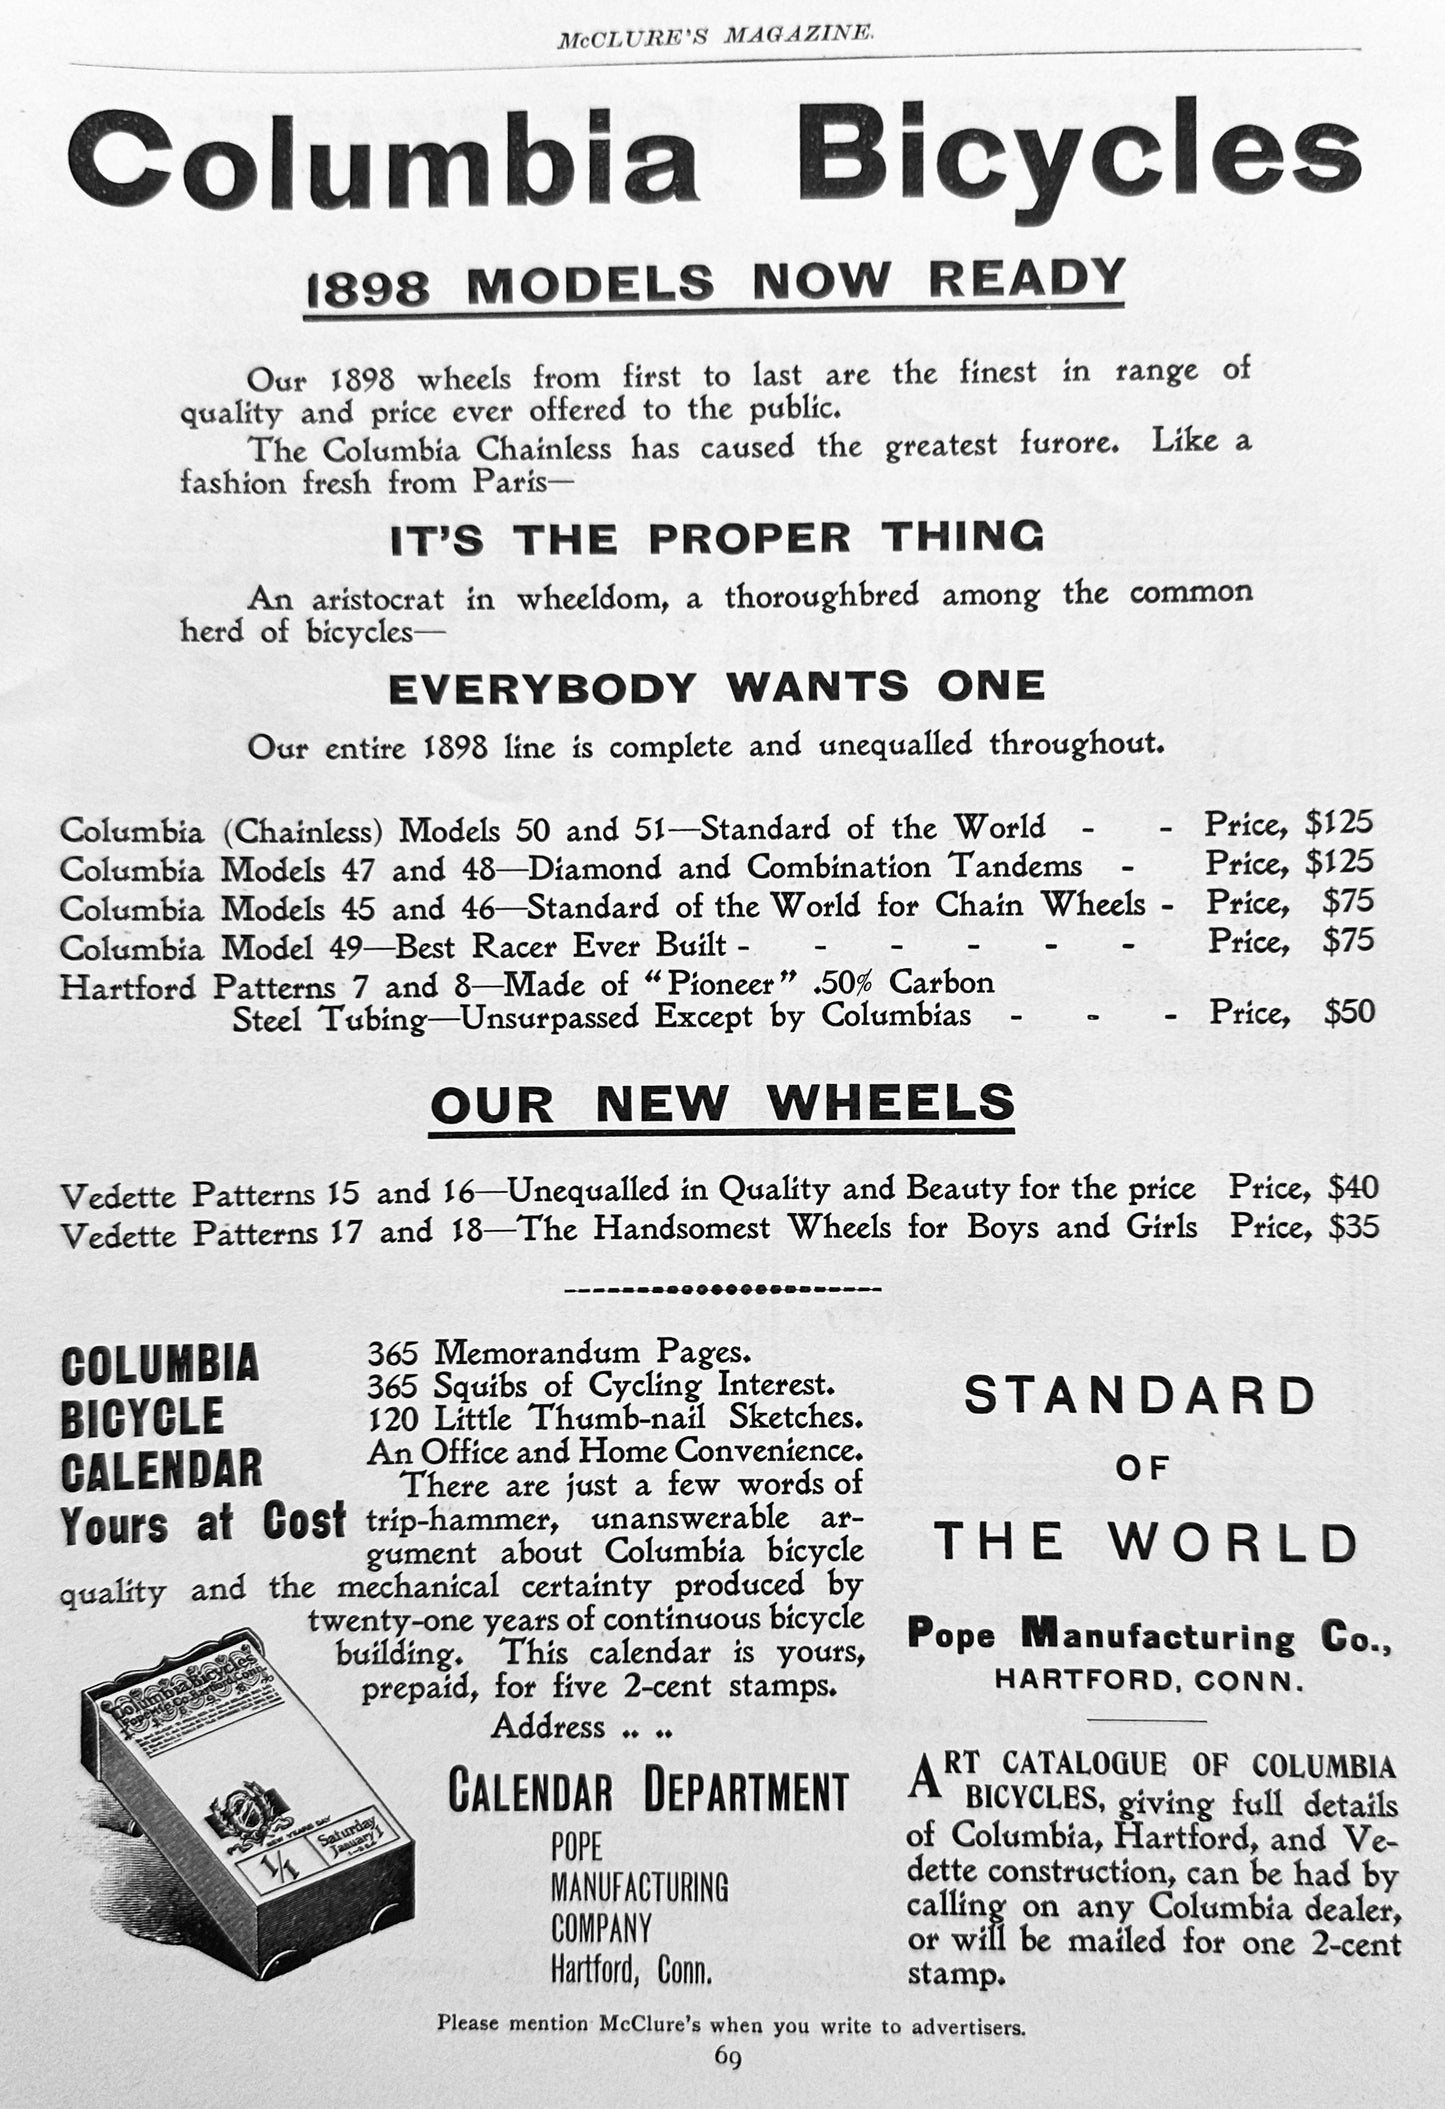 McCLURE'S MAGAZINE.
Columbia Bicycles
1898 MODELS NOW READY
Our 1898 wheels from first to last are the finest in range of
quality and price ever offered to the public.
The Columbia Chainless has caused the greatest furore. Like a
fashion fresh from Paris—
IT'S THE PROPER THING
An aristocrat in wheeldom, a thoroughbred among the common
herd of bicycles—
EVERYBODY WANTS ONE
Our entire 1898 line is complete and unequalled throughout.
Columbia (Chainless) Models 50 and 51—Standard of the World - - Price, $125
Columbia Models 47 and 48—Diamond and Combination Tandems - Price, $125
Columbia Models 45 and 46—Standard of the World for Chain Wheels - Price, $75
Columbia Model 49—Best Racer Ever Built - - - - - - Price, $75
Hartford Patterns 7 and 8—Made of "Pioneer" .50% Carbon
Steel Tubing—Unsurpassed Except by Columbias - - - Price, $50
OUR NEW WHEELS
Vedette Patterns 15 and 16—Unequalled in Quality and Beauty for the price Price, $40
Vedette Patterns 17 and 18—The Handsomest Wheels for Boys and Girls Price, $35
COLUMBIA
BICYCLE
CALENDAR
Yours at Cost
365 Memorandum Pages.
365 Squibs of Cycling Interest.
120 Little Thumb-nail Sketches.
An Office and Home Convenience.
There are just a few words of
trip-hammer, unanswerable ar-
gument about Columbia bicycle
quality and the mechanical certainty produced by
twenty-one years of continuous bicycle
building. This calendar is yours,
prepaid, for five 2-cent stamps.
Address .. ..
CALENDAR DEPARTMENT
POPE
MANUFACTURING
COMPANY
Hartford, Conn.
Columbia Bicycles
Pope Mfg. Co. Hartford, Conn.
NEW YEARS DAY
1/1
Saturday
January 1
STANDARD
OF
THE WORLD
Pope Manufacturing Co.,
HARTFORD, CONN.
ART CATALOGUE OF COLUMBIA
BICYCLES, giving full details
of Columbia, Hartford, and Ve-
dette construction, can be had by
calling on any Columbia dealer,
or will be mailed for one 2-cent
stamp.
Please mention McClure's when you write to advertisers.
69